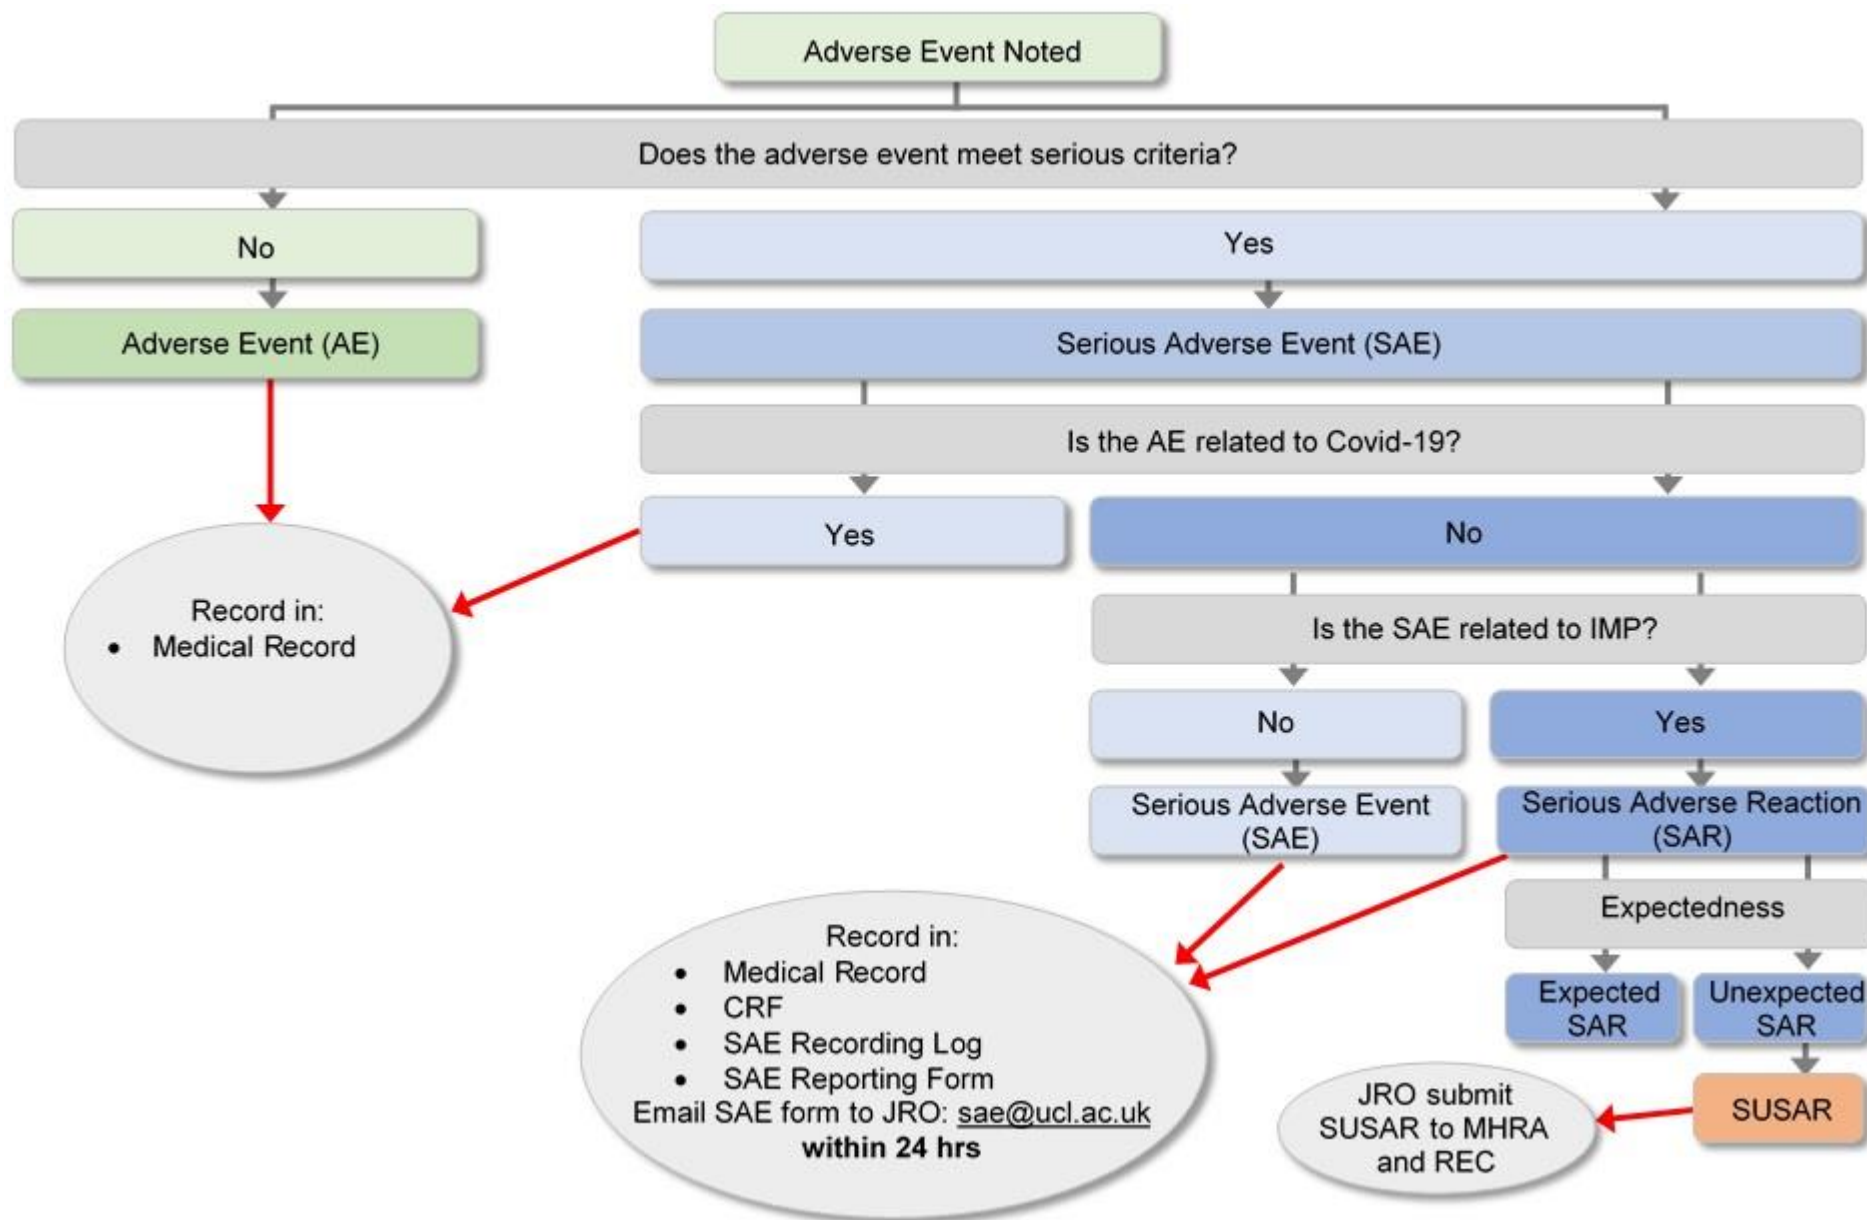 Adverse Event Noted
Does the adverse event meet serious criteria?
No
Yes
Adverse Event (AE)
Serious Adverse Event (SAE)
Is the AE related to Covid-19?
Yes
No
Record in:
• Medical Record
Is the SAE related to IMP?
No
Yes
Serious Adverse Event
(SAE)
Serious Adverse Reaction
(SAR)
Expectedness
Expected
SAR
Unexpected
SAR
Record in:
• Medical Record
• CRF
• SAE Recording Log
• SAE Reporting Form
Email SAE form to JRO: sae@ucl.ac.uk
within 24 hrs
JRO submit
SUSAR to MHRA
and REC
SUSAR